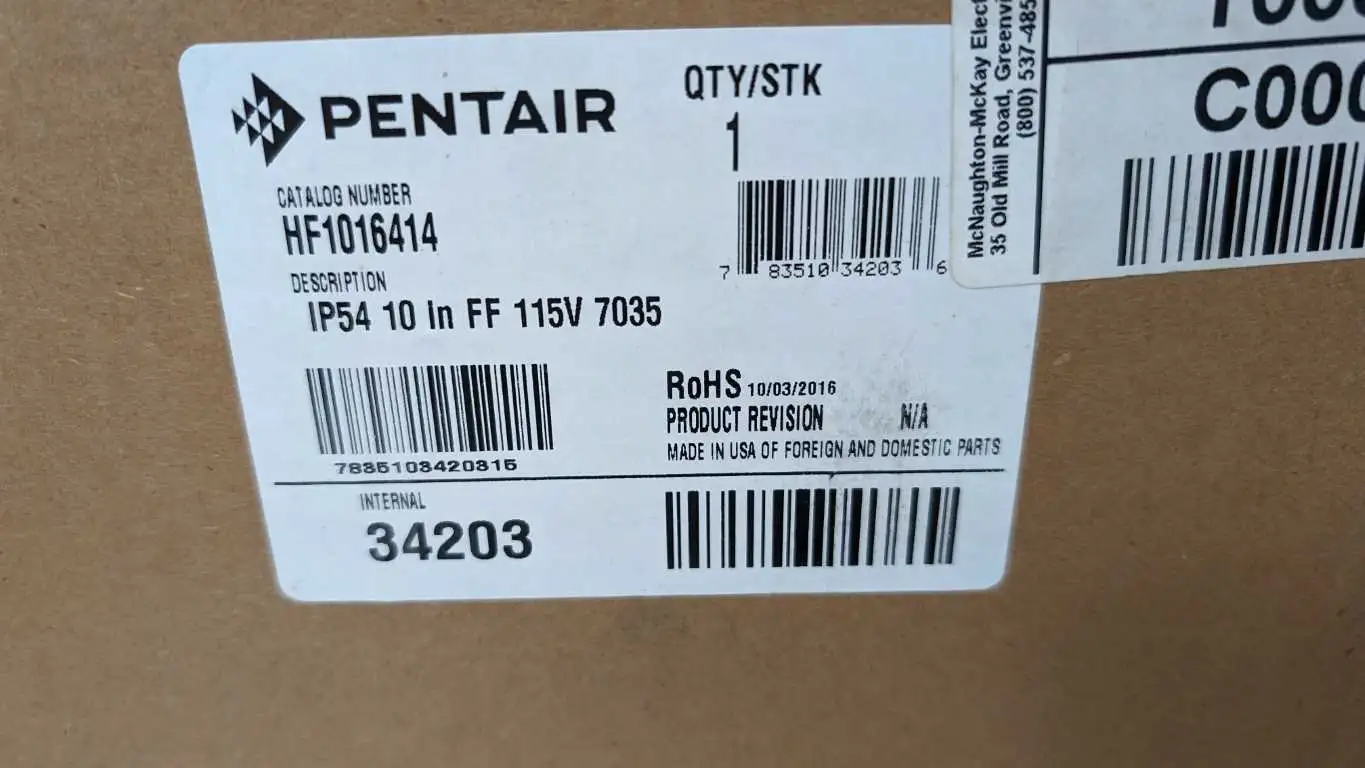 PENTAIR
QTY/STK
1
CATALOG NUMBER
HF1016414
7 83510 34203 6
DESCRIPTION
IP54 10 in FF 115V 7035
7835103420315
RoHS 10/03/2016
PRODUCT REVISION N/A
MADE IN USA OF FOREIGN AND DOMESTIC PARTS
INTERNAL
34203
McNaughton-McKay Elect
35 Old Mill Road, Greenvi
(800) 537-485
C000